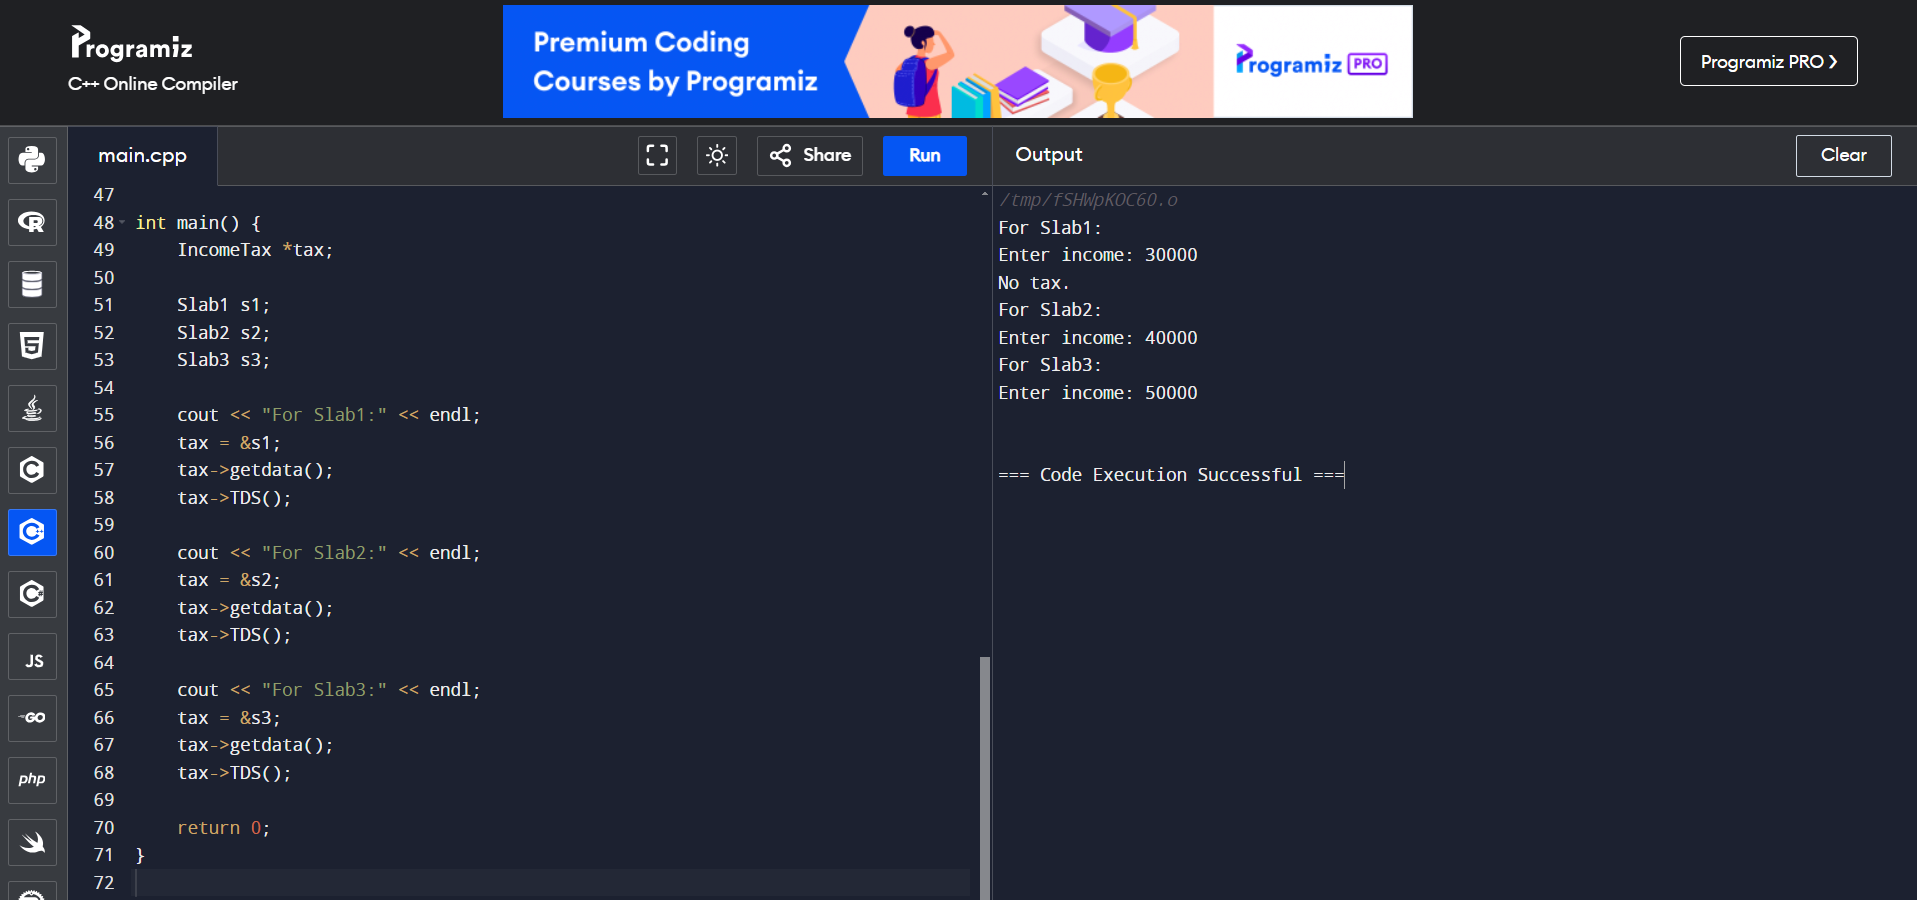 Programiz
C++ Online Compiler
Premium Coding
Courses by Programiz
Programiz PRO
Programiz PRO ❯
main.cpp
Share
Run
Output
Clear
47
48 int main() {
49 IncomeTax *tax;
50
51 Slab1 s1;
52 Slab2 s2;
53 Slab3 s3;
54
55 cout << "For Slab1:" << endl;
56 tax = &s1;
57 tax->getdata();
58 tax->TDS();
59
60 cout << "For Slab2:" << endl;
61 tax = &s2;
62 tax->getdata();
63 tax->TDS();
64
65 cout << "For Slab3:" << endl;
66 tax = &s3;
67 tax->getdata();
68 tax->TDS();
69
70 return 0;
71 }
72
/tmp/fSHWpKOC6O.o
For Slab1:
Enter income: 30000
No tax.
For Slab2:
Enter income: 40000
For Slab3:
Enter income: 50000
=== Code Execution Successful ===
R
5
C
C++
C#
JS
GO
php